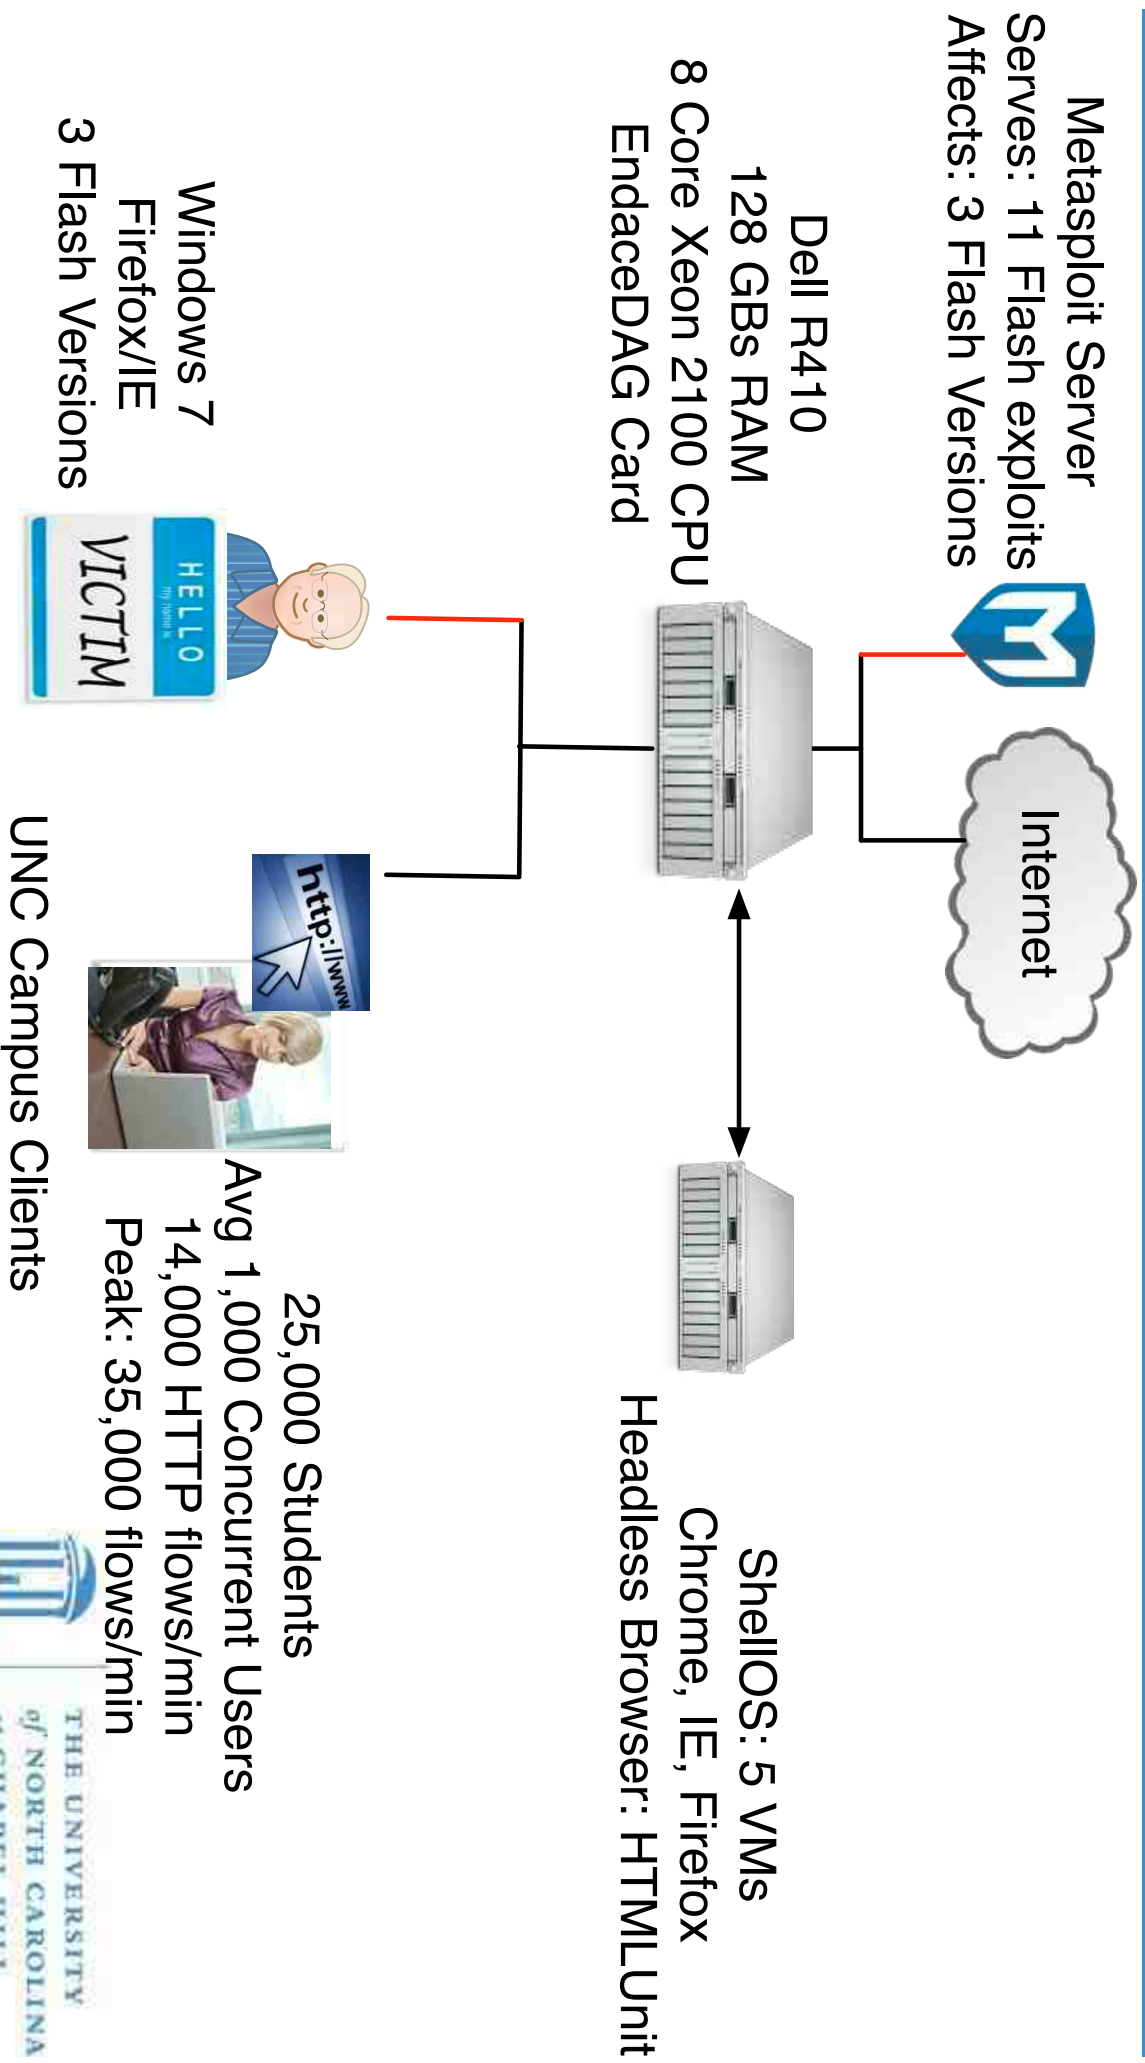 Metasploit Server
Serves: 11 Flash exploits
Affects: 3 Flash Versions
Internet
Dell R410
128 GBs RAM
8 Core Xeon 2100 CPU
EndaceDAG Card
ShellOS: 5 VMs
Chrome, IE, Firefox
Headless Browser: HTMLUnit
Windows 7
Firefox/IE
3 Flash Versions
HELLO
my name is
VICTIM
http://www
25,000 Students
Avg 1,000 Concurrent Users
14,000 HTTP flows/min
Peak: 35,000 flows/min
UNC Campus Clients
THE UNIVERSITY
of NORTH CAROLINA